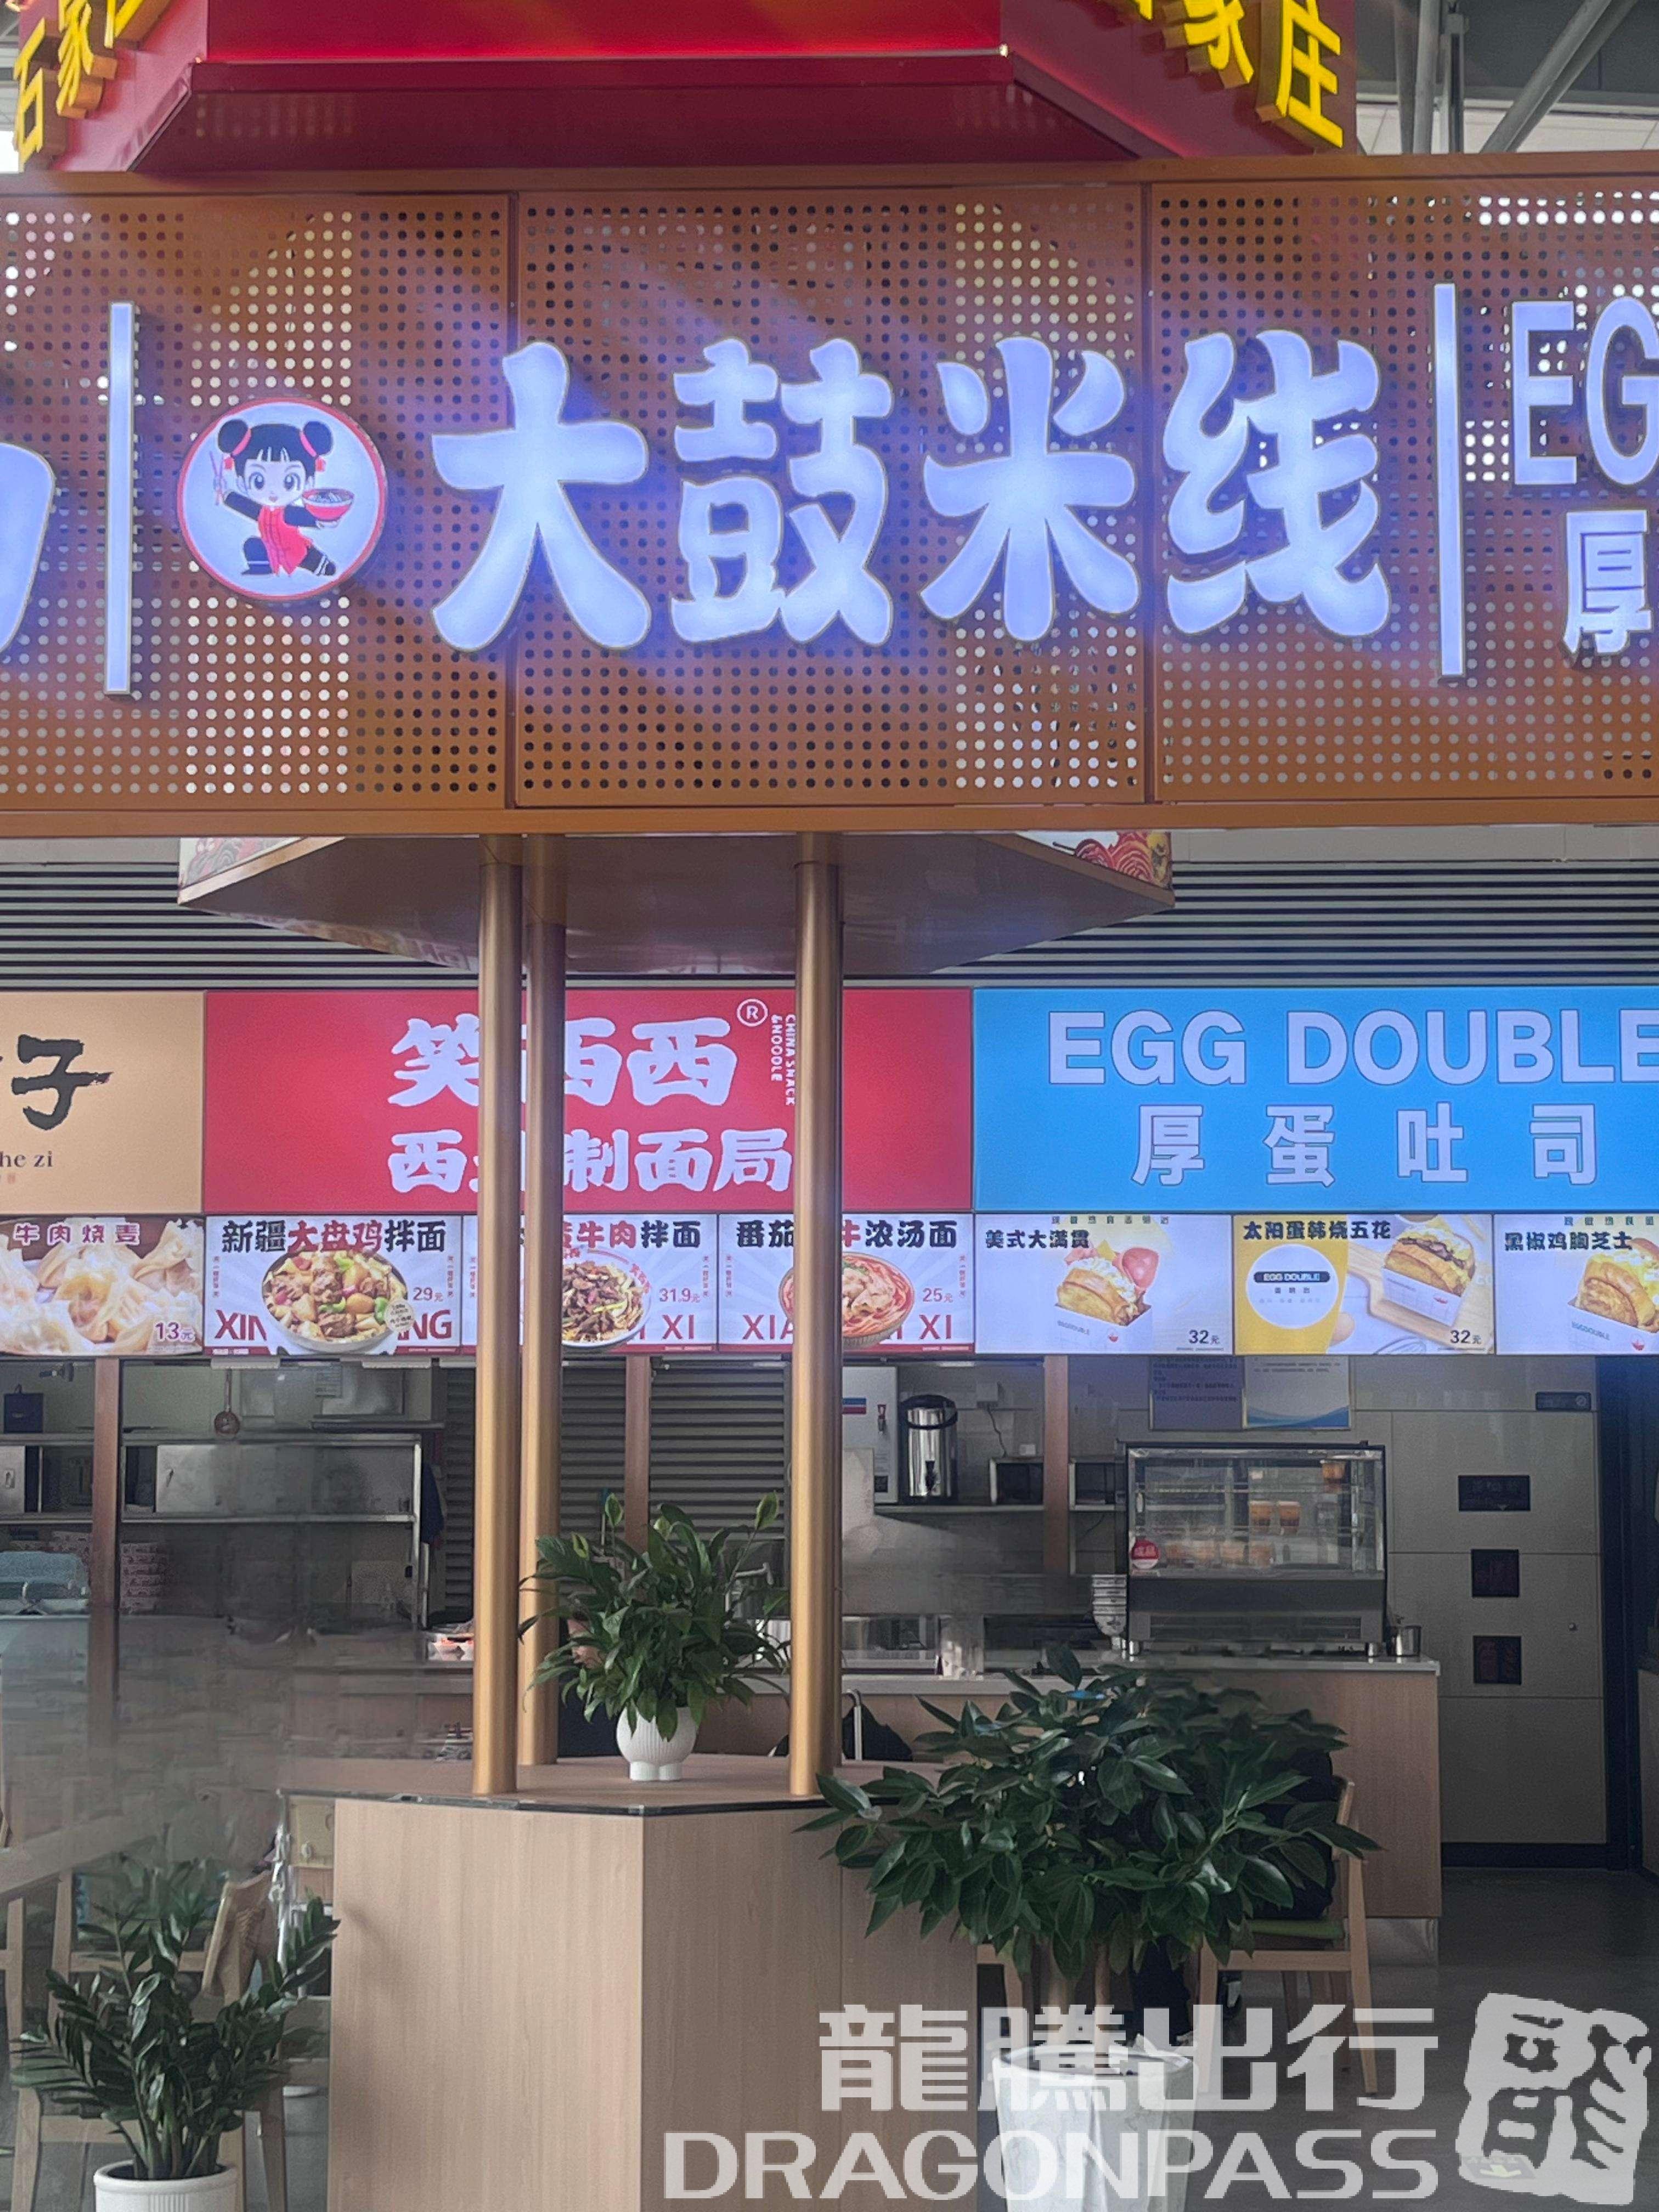 石家
家庄
大鼓米线
EG
厚
子
he zi
笑西西®
CHINA SNACK
&NOODLE
西北制面局
EGG DOUBLE
厚蛋吐司
牛肉烧麦
13元
新疆大盘鸡拌面
29元
牛肉拌面
31.9元
XI
番茄 牛浓汤面
25元
XI
美式大满贯
EGGDOUBLE
32元
太阳蛋韩烧五花
EGG DOUBLE
32元
黑椒鸡胸芝士
EGGDOUBLE
龍騰出行
DRAGONPASS